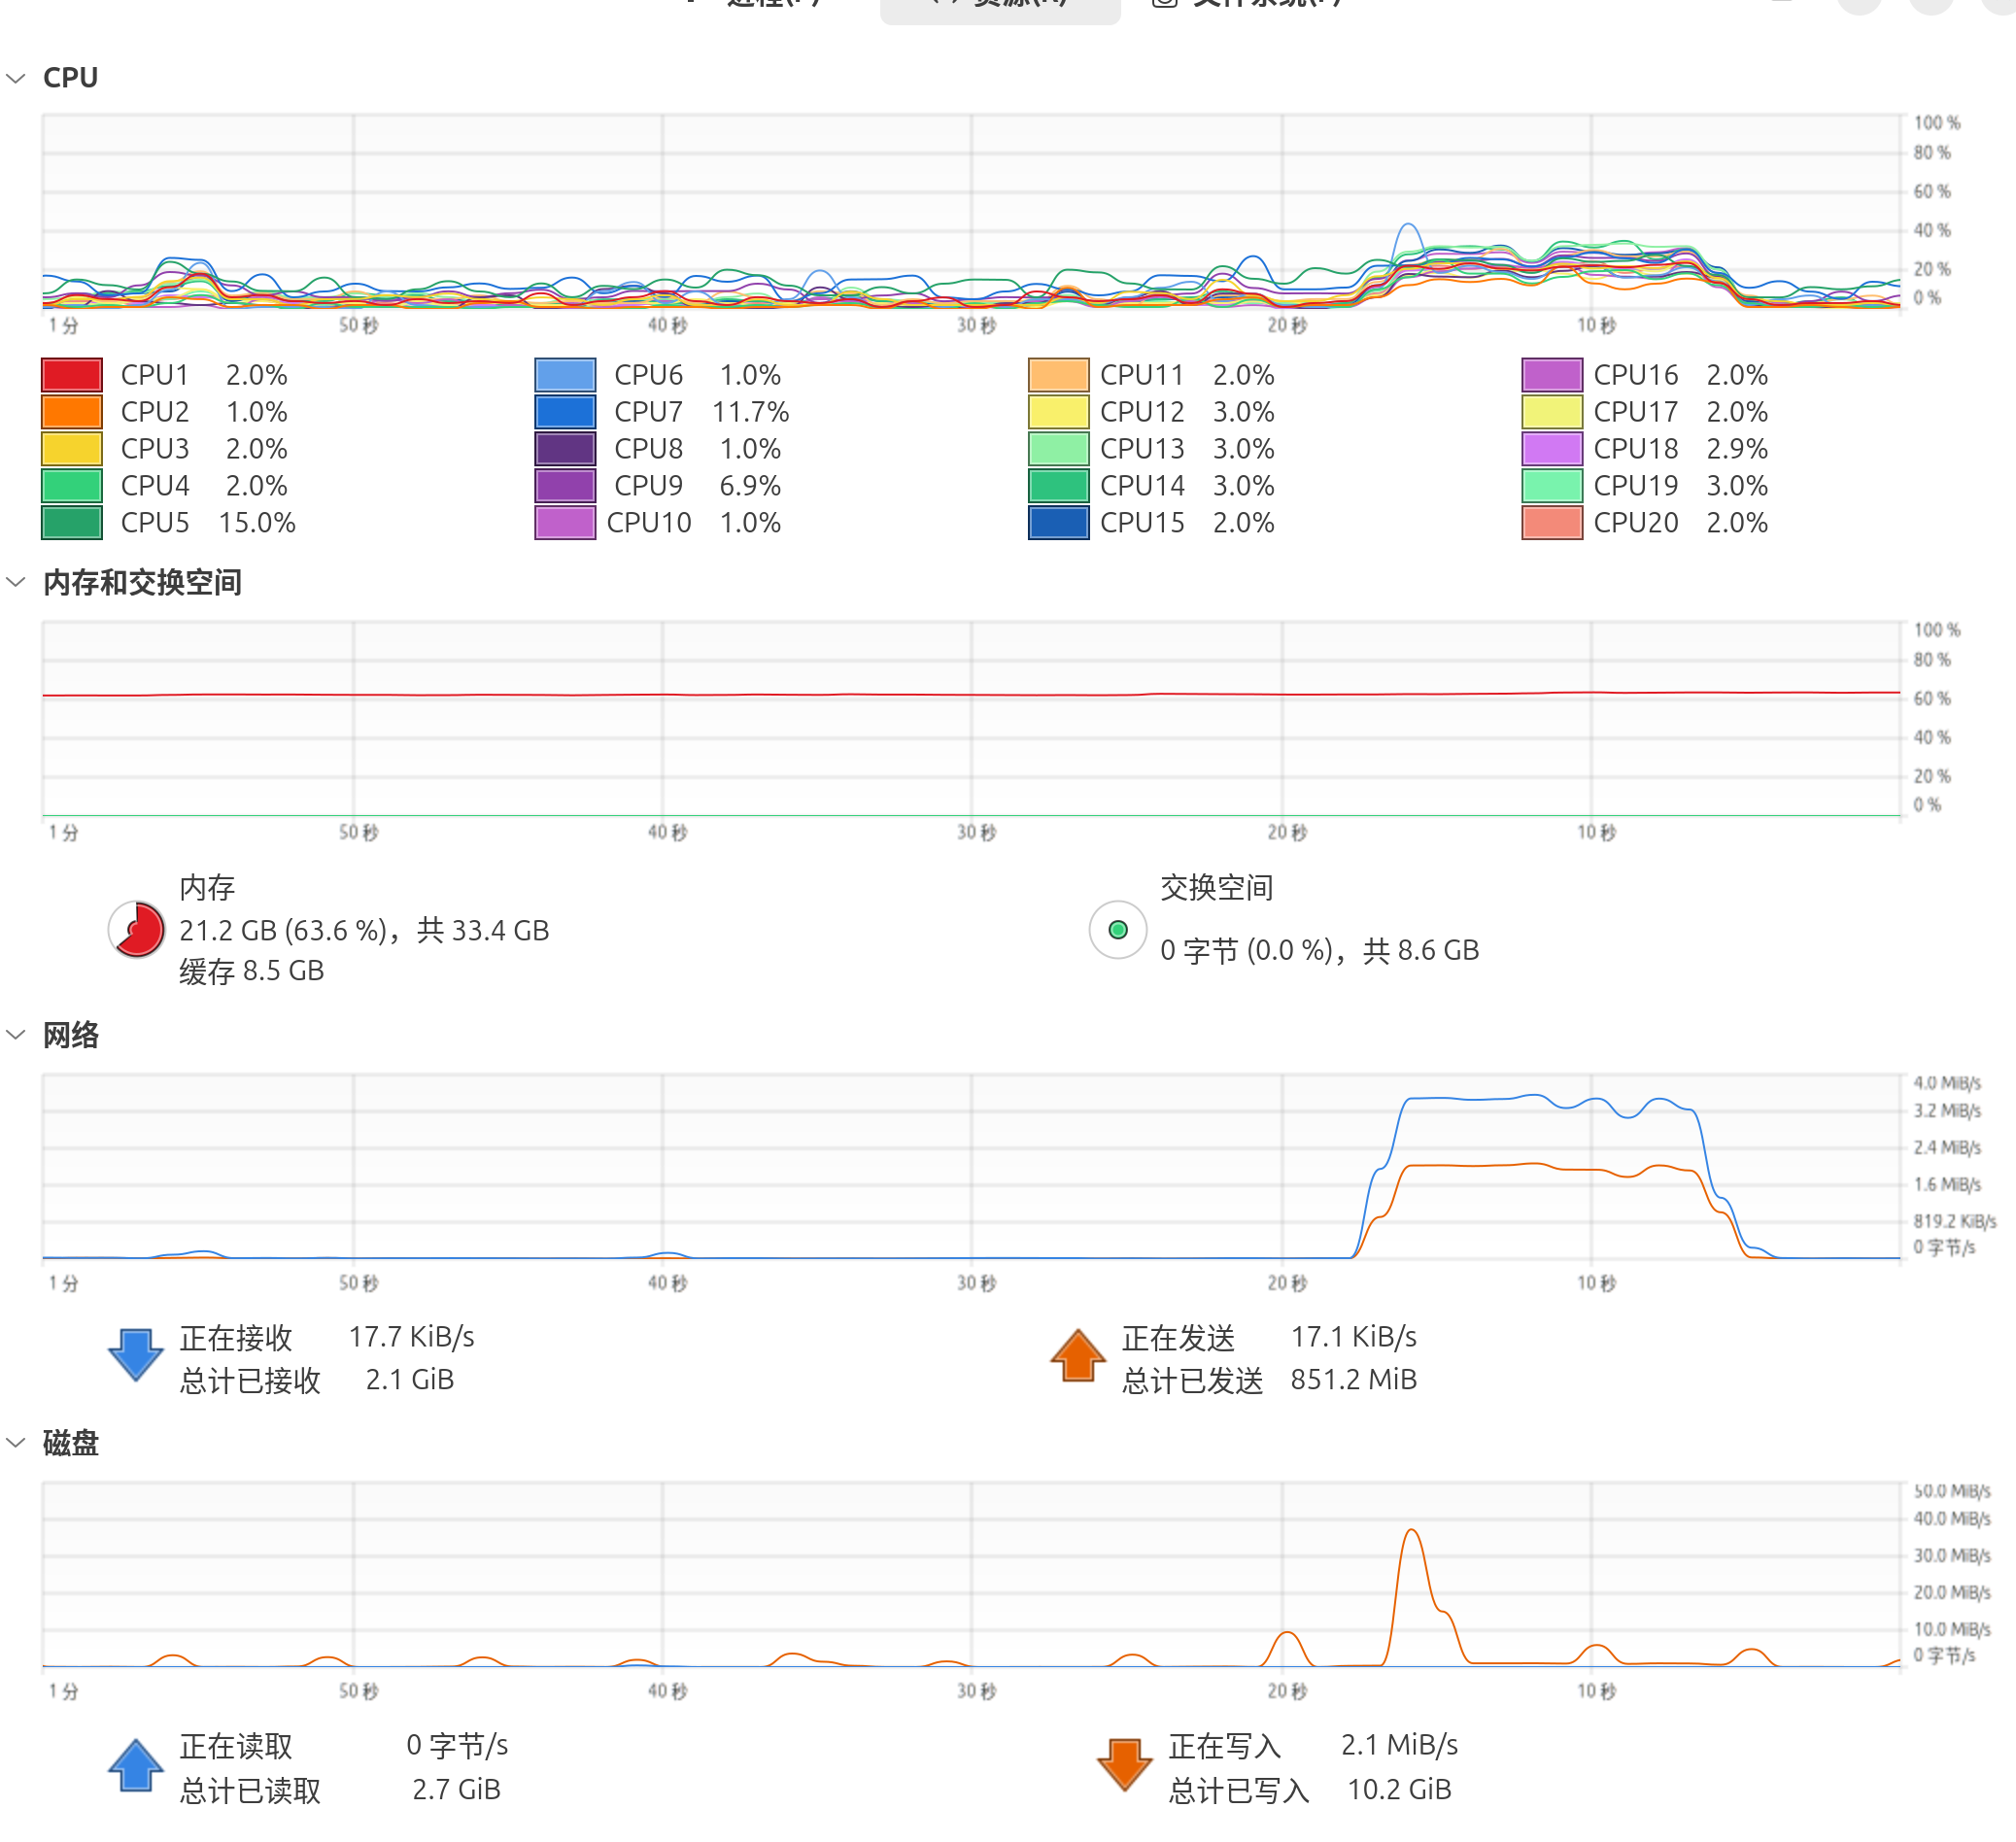 进程(P) 资源(R) 文件系统(F)
CPU
100 %
80 %
60 %
40 %
20 %
0 %
1 分 50 秒 40 秒 30 秒 20 秒 10 秒
CPU1 2.0% CPU6 1.0% CPU11 2.0% CPU16 2.0%
CPU2 1.0% CPU7 11.7% CPU12 3.0% CPU17 2.0%
CPU3 2.0% CPU8 1.0% CPU13 3.0% CPU18 2.9%
CPU4 2.0% CPU9 6.9% CPU14 3.0% CPU19 3.0%
CPU5 15.0% CPU10 1.0% CPU15 2.0% CPU20 2.0%
内存和交换空间
100 %
80 %
60 %
40 %
20 %
0 %
1 分 50 秒 40 秒 30 秒 20 秒 10 秒
内存
21.2 GB (63.6 %)，共 33.4 GB
缓存 8.5 GB
交换空间
0 字节 (0.0 %)，共 8.6 GB
网络
4.0 MiB/s
3.2 MiB/s
2.4 MiB/s
1.6 MiB/s
819.2 KiB/s
0 字节/s
1 分 50 秒 40 秒 30 秒 20 秒 10 秒
正在接收 17.7 KiB/s 正在发送 17.1 KiB/s
总计已接收 2.1 GiB 总计已发送 851.2 MiB
磁盘
50.0 MiB/s
40.0 MiB/s
30.0 MiB/s
20.0 MiB/s
10.0 MiB/s
0 字节/s
1 分 50 秒 40 秒 30 秒 20 秒 10 秒
正在读取 0 字节/s 正在写入 2.1 MiB/s
总计已读取 2.7 GiB 总计已写入 10.2 GiB